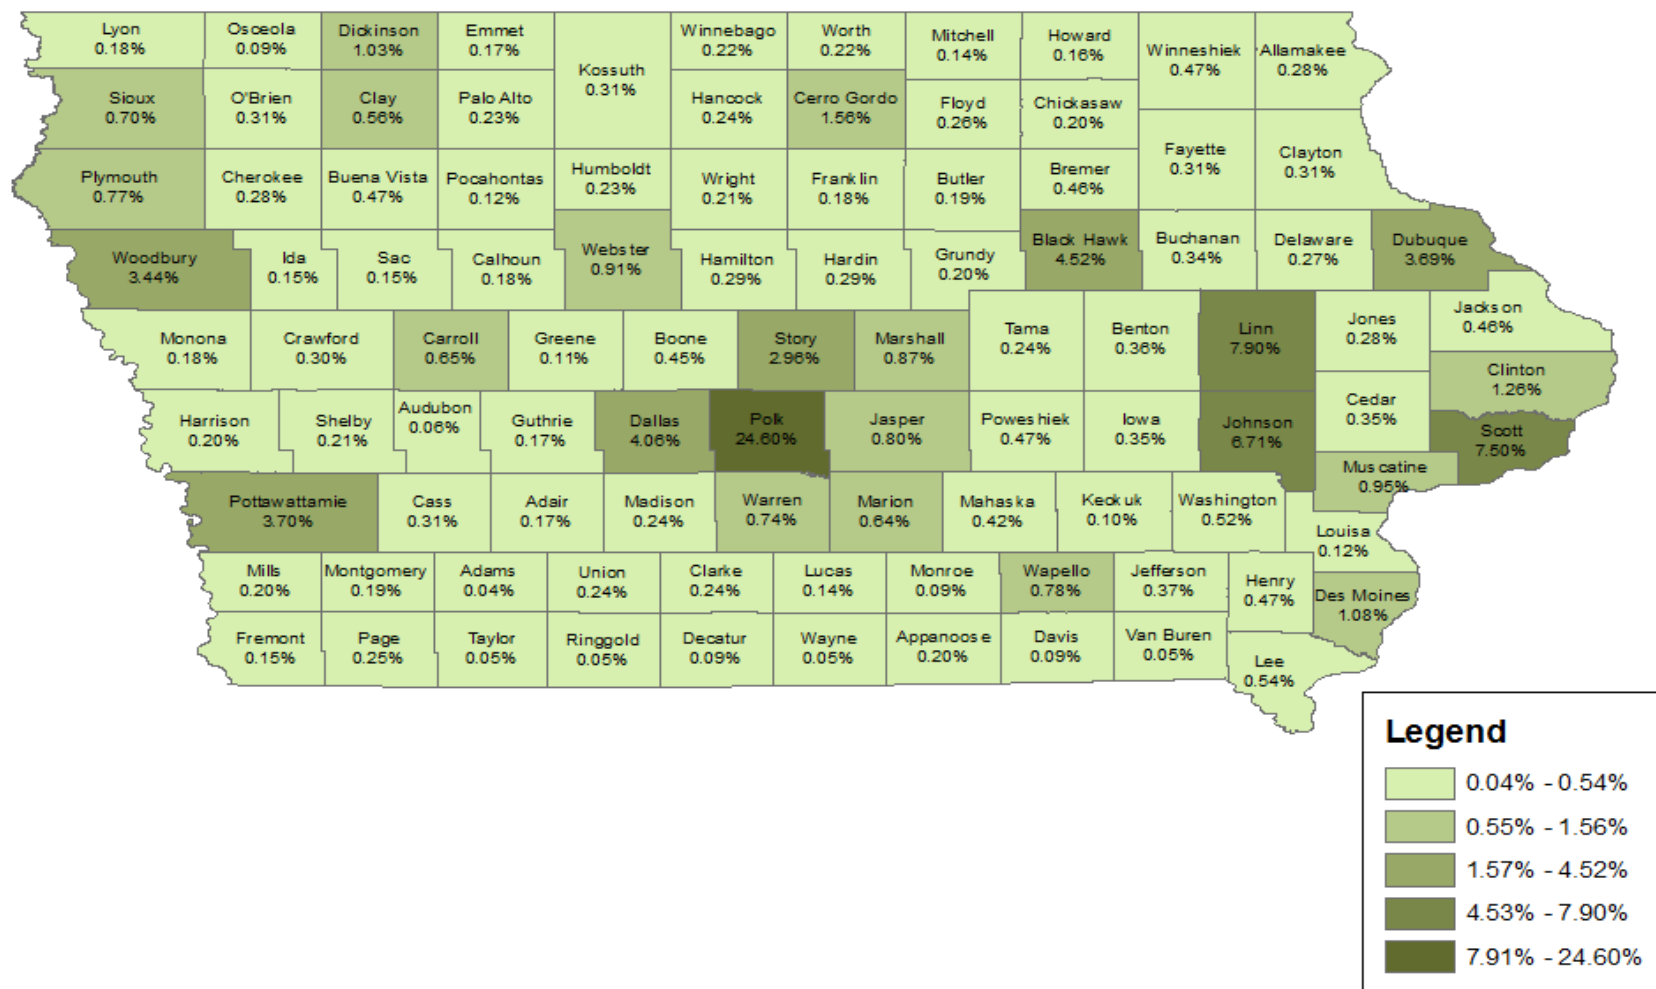 Lyon
0.18%
Osceola
0.09%
Dickinson
1.03%
Emmet
0.17%
Kossuth
0.31%
Winnebago
0.22%
Worth
0.22%
Mitchell
0.14%
Howard
0.16%
Winneshiek
0.47%
Allamakee
0.28%
Sioux
0.70%
O'Brien
0.31%
Clay
0.56%
Palo Alto
0.23%
Hancock
0.24%
Cerro Gordo
1.56%
Floyd
0.26%
Chickasaw
0.20%
Plymouth
0.77%
Cherokee
0.28%
Buena Vista
0.47%
Pocahontas
0.12%
Humboldt
0.23%
Wright
0.21%
Franklin
0.18%
Butler
0.19%
Bremer
0.46%
Fayette
0.31%
Clayton
0.31%
Woodbury
3.44%
Ida
0.15%
Sac
0.15%
Calhoun
0.18%
Webster
0.91%
Hamilton
0.29%
Hardin
0.29%
Grundy
0.20%
Black Hawk
4.52%
Buchanan
0.34%
Delaware
0.27%
Dubuque
3.69%
Monona
0.18%
Crawford
0.30%
Carroll
0.65%
Greene
0.11%
Boone
0.45%
Story
2.96%
Marshall
0.87%
Tama
0.24%
Benton
0.36%
Linn
7.90%
Jones
0.28%
Jackson
0.46%
Clinton
1.26%
Harrison
0.20%
Shelby
0.21%
Audubon
0.06%
Guthrie
0.17%
Dallas
4.06%
Polk
24.60%
Jasper
0.80%
Poweshiek
0.47%
Iowa
0.35%
Johnson
6.71%
Cedar
0.35%
Scott
7.50%
Muscatine
0.95%
Pottawattamie
3.70%
Cass
0.31%
Adair
0.17%
Madison
0.24%
Warren
0.74%
Marion
0.64%
Mahaska
0.42%
Keokuk
0.10%
Washington
0.52%
Louisa
0.12%
Mills
0.20%
Montgomery
0.19%
Adams
0.04%
Union
0.24%
Clarke
0.24%
Lucas
0.14%
Monroe
0.09%
Wapello
0.78%
Jefferson
0.37%
Henry
0.47%
Des Moines
1.08%
Fremont
0.15%
Page
0.25%
Taylor
0.05%
Ringgold
0.05%
Decatur
0.09%
Wayne
0.05%
Appanoose
0.20%
Davis
0.09%
Van Buren
0.05%
Lee
0.54%
Legend
0.04% - 0.54%
0.55% - 1.56%
1.57% - 4.52%
4.53% - 7.90%
7.91% - 24.60%